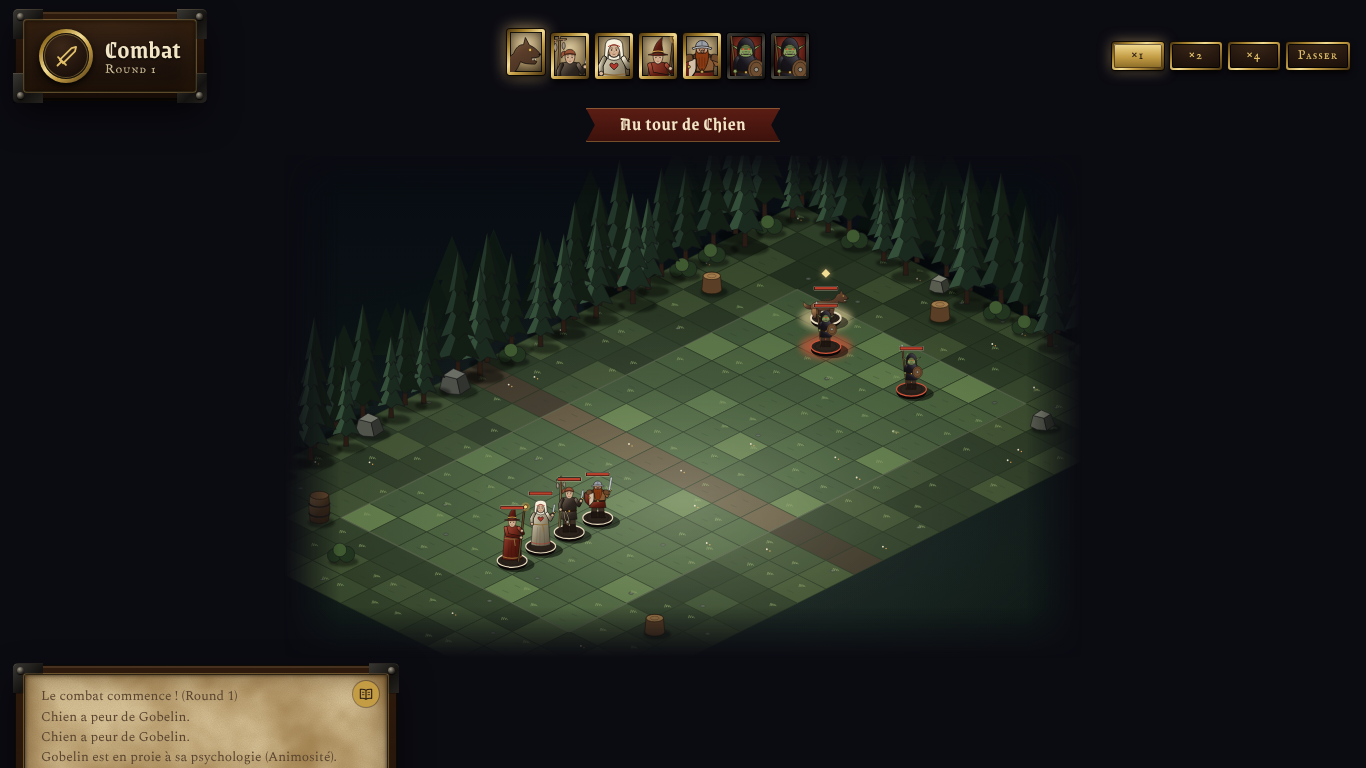 Combat
Round 1
×1
×2
×4
Passer
Au tour de Chien
Le combat commence ! (Round 1)
Chien a peur de Gobelin.
Chien a peur de Gobelin.
Gobelin est en proie à sa psychologie (Animosité).